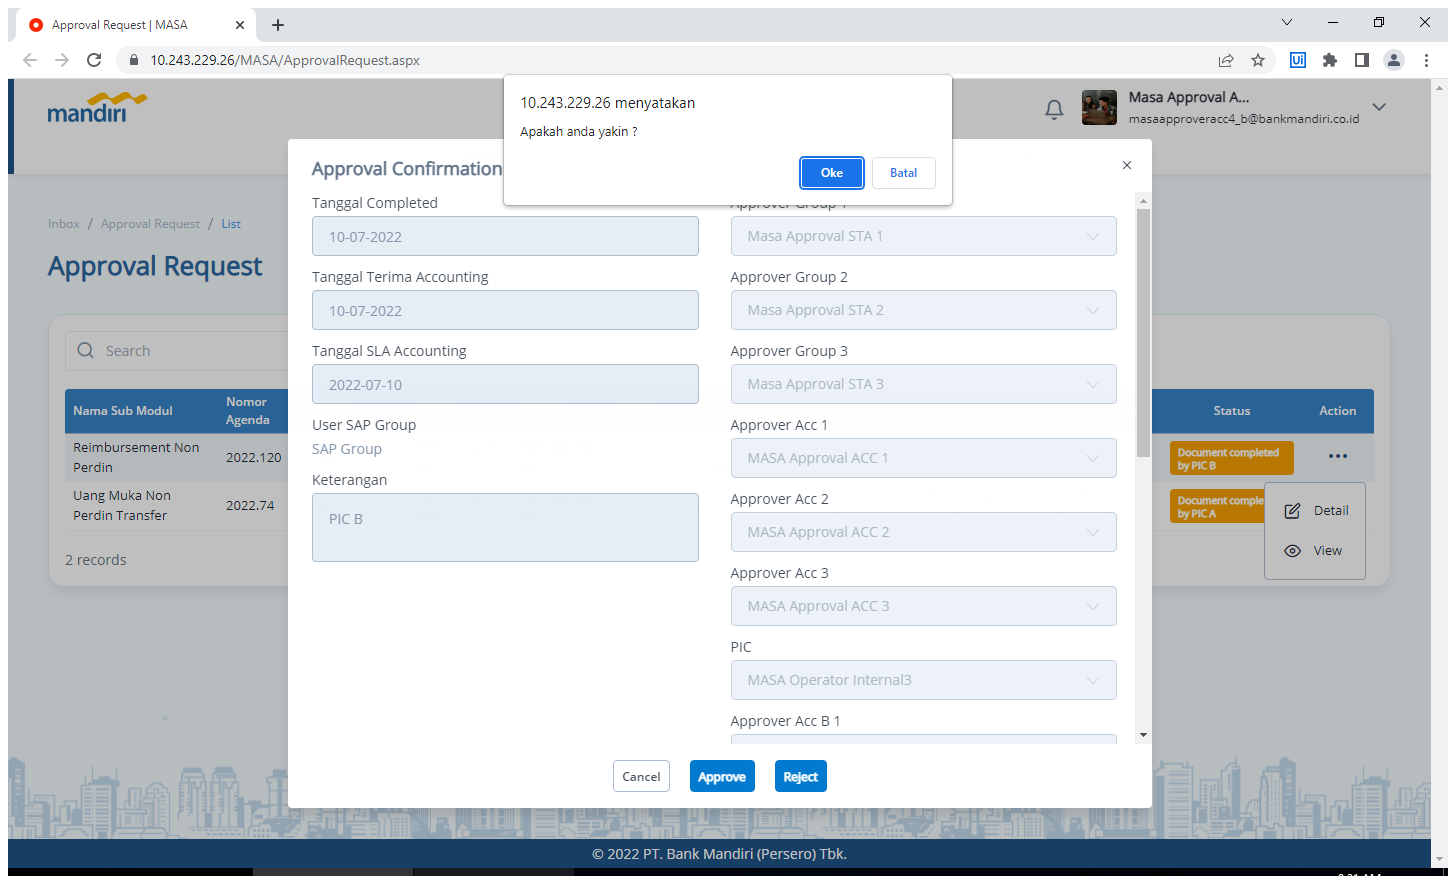 Approval Request | MASA
10.243.229.26/MASA/ApprovalRequest.aspx
Ui
mandiri
Masa Approval A...
masaapproveracc4_b@bankmandiri.co.id
10.243.229.26 menyatakan
Apakah anda yakin ?
Oke
Batal
Inbox / Approval Request / List
Approval Request
Search
Nama Sub Modul
Nomor Agenda
Status
Action
Reimbursement Non Perdin
2022.120
Document completed by PIC B
Uang Muka Non Perdin Transfer
2022.74
Document comple
by PIC A
Detail
View
2 records
Approval Confirmation
Tanggal Completed
10-07-2022
Tanggal Terima Accounting
10-07-2022
Tanggal SLA Accounting
2022-07-10
User SAP Group
SAP Group
Keterangan
PIC B
Approver Group 1
Masa Approval STA 1
Approver Group 2
Masa Approval STA 2
Approver Group 3
Masa Approval STA 3
Approver Acc 1
MASA Approval ACC 1
Approver Acc 2
MASA Approval ACC 2
Approver Acc 3
MASA Approval ACC 3
PIC
MASA Operator Internal3
Approver Acc B 1
Cancel
Approve
Reject
© 2022 PT. Bank Mandiri (Persero) Tbk.